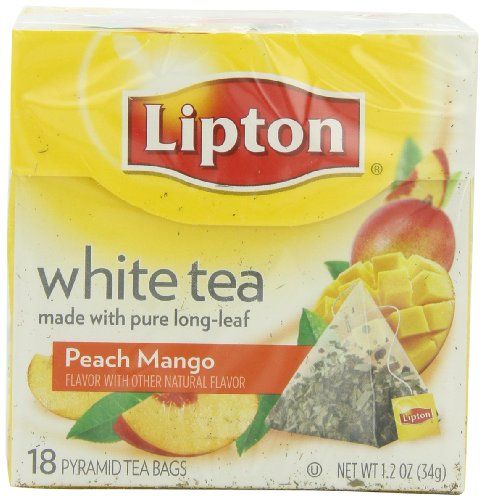 Lipton
®
white tea
made with pure long-leaf
Peach Mango
FLAVOR WITH OTHER NATURAL FLAVOR
Lipton
18 PYRAMID TEA BAGS
U NET WT 1.2 OZ (34g)